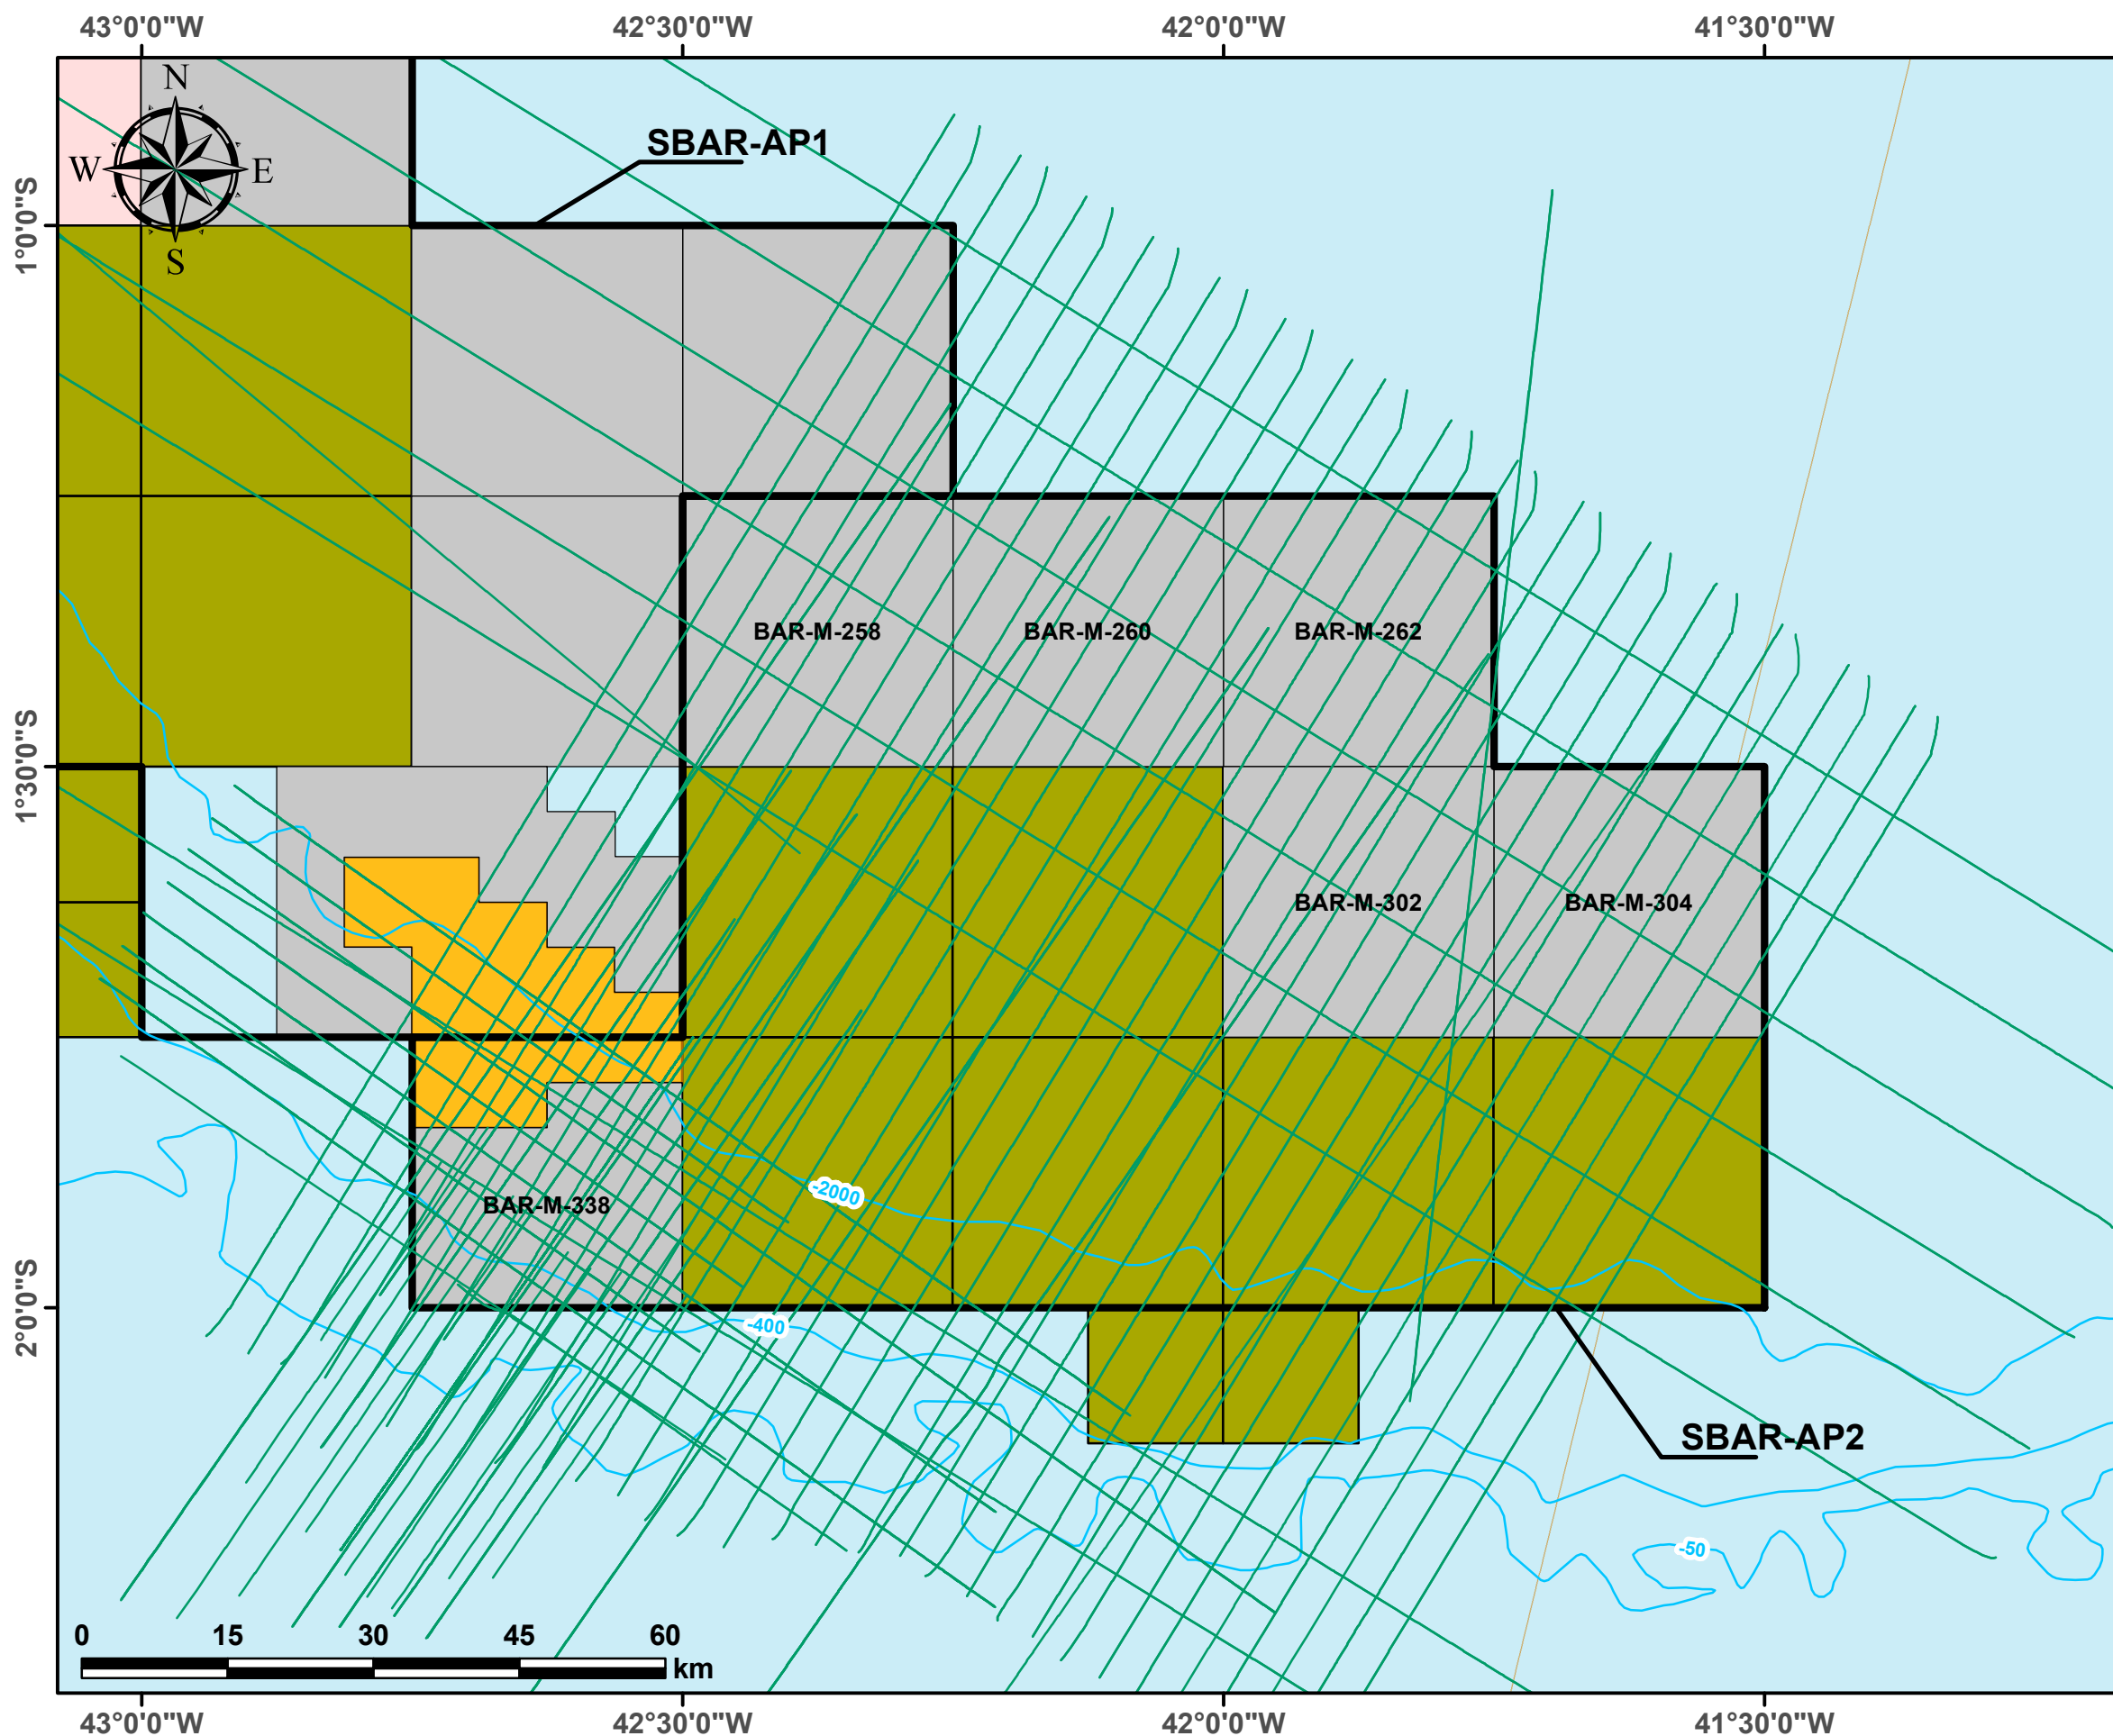 43°0'0"W 42°30'0"W 42°0'0"W 41°30'0"W
N
W E
S
SBAR-AP1
1°0'0"S
BAR-M-258 BAR-M-260 BAR-M-262
1°30'0"S
BAR-M-302 BAR-M-304
-2000
BAR-M-338
2°0'0"S
-400
SBAR-AP2
-50
0 15 30 45 60
km
43°0'0"W 42°30'0"W 42°0'0"W 41°30'0"W